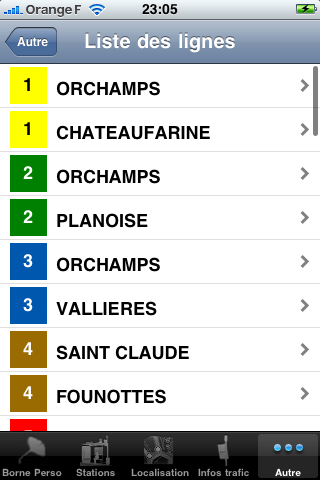 Orange F 23:05
Autre Liste des lignes
1 ORCHAMPS
1 CHATEAUFARINE
2 ORCHAMPS
2 PLANOISE
3 ORCHAMPS
3 VALLIERES
4 SAINT CLAUDE
4 FOUNOTTES
Borne Perso Stations Localisation Infos trafic Autre